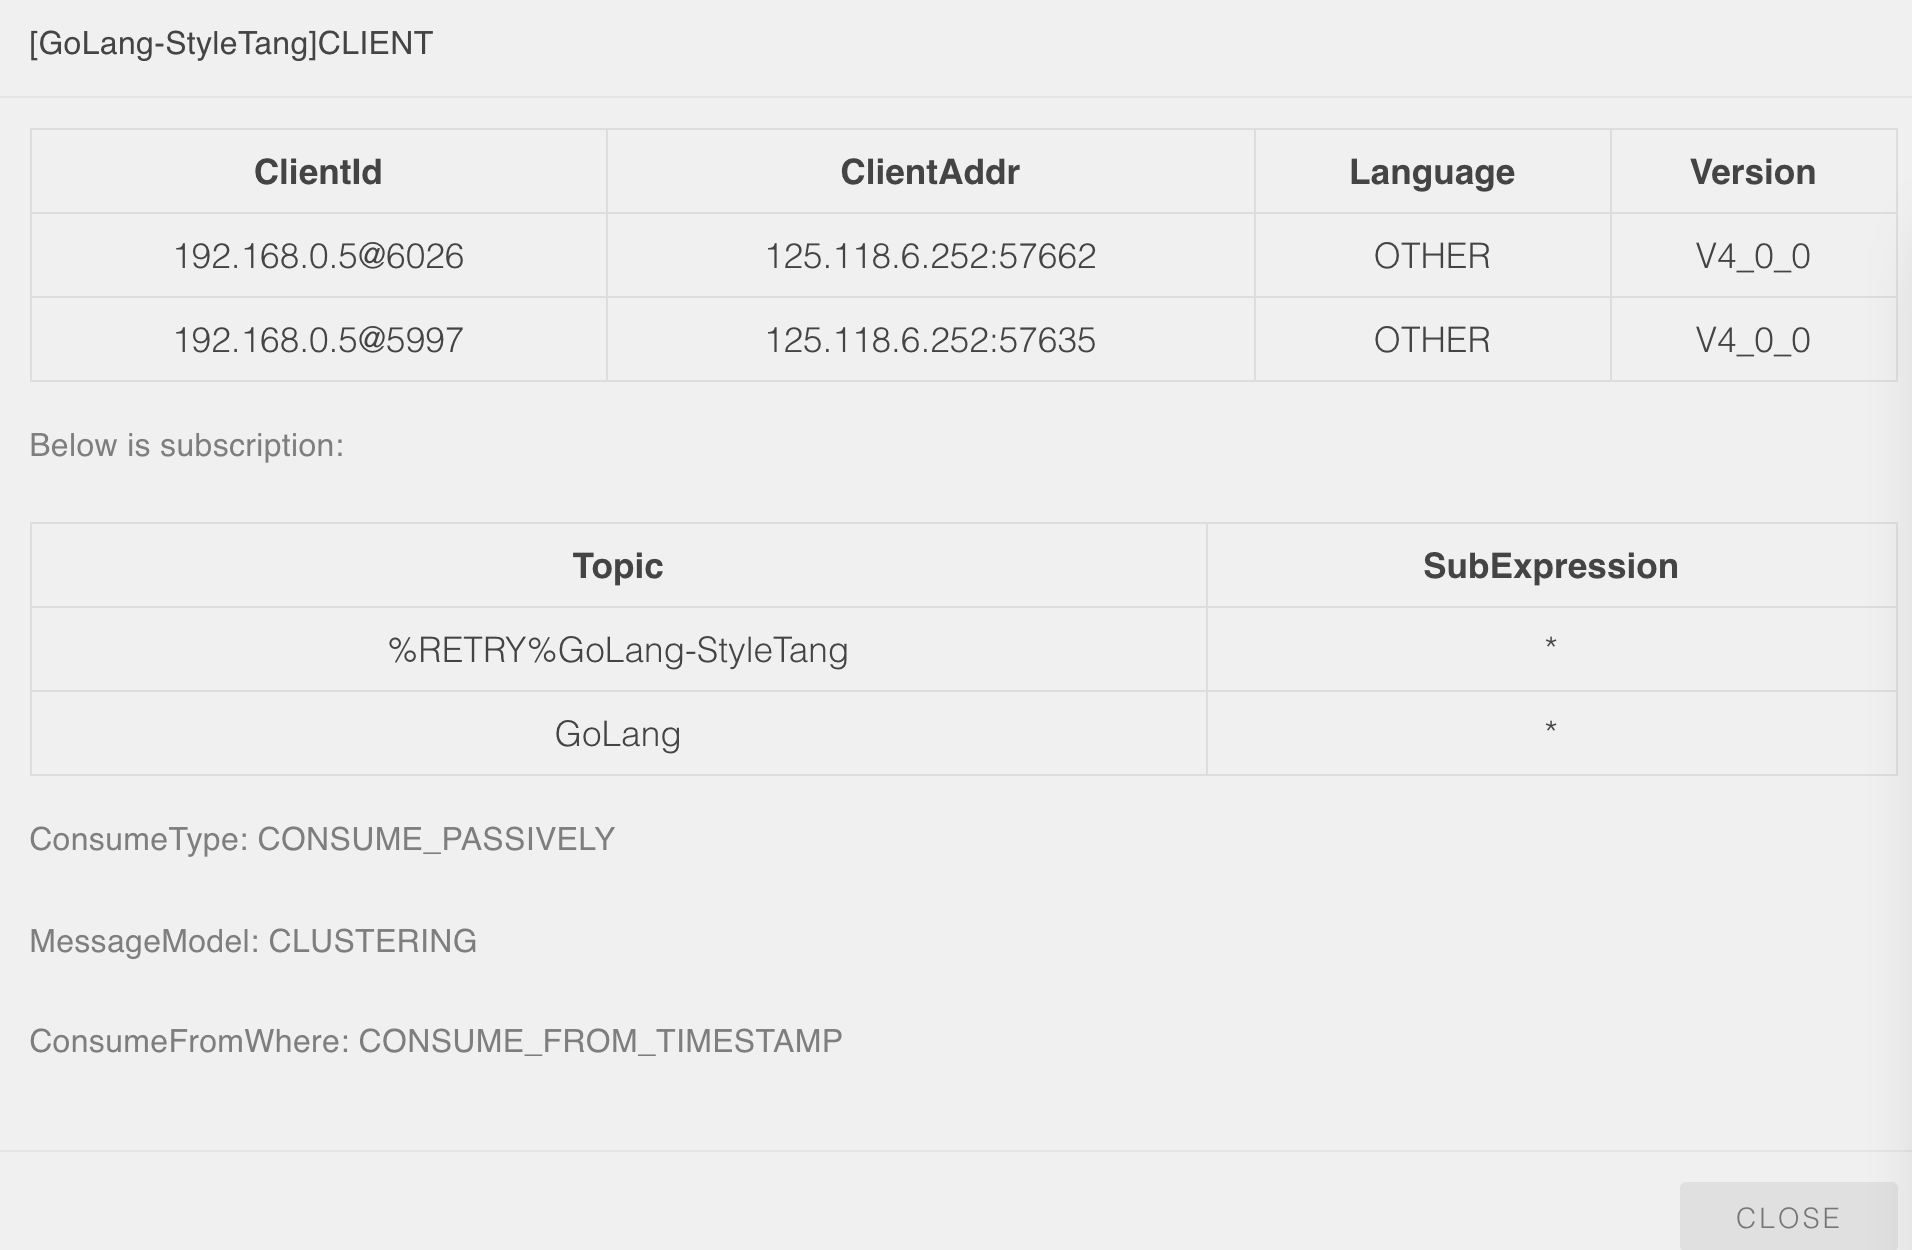 [GoLang-StyleTang]CLIENT
ClientId ClientAddr Language Version
192.168.0.5@6026 125.118.6.252:57662 OTHER V4_0_0
192.168.0.5@5997 125.118.6.252:57635 OTHER V4_0_0
Below is subscription:
Topic SubExpression
%RETRY%GoLang-StyleTang *
GoLang *
ConsumeType: CONSUME_PASSIVELY
MessageModel: CLUSTERING
ConsumeFromWhere: CONSUME_FROM_TIMESTAMP
CLOSE